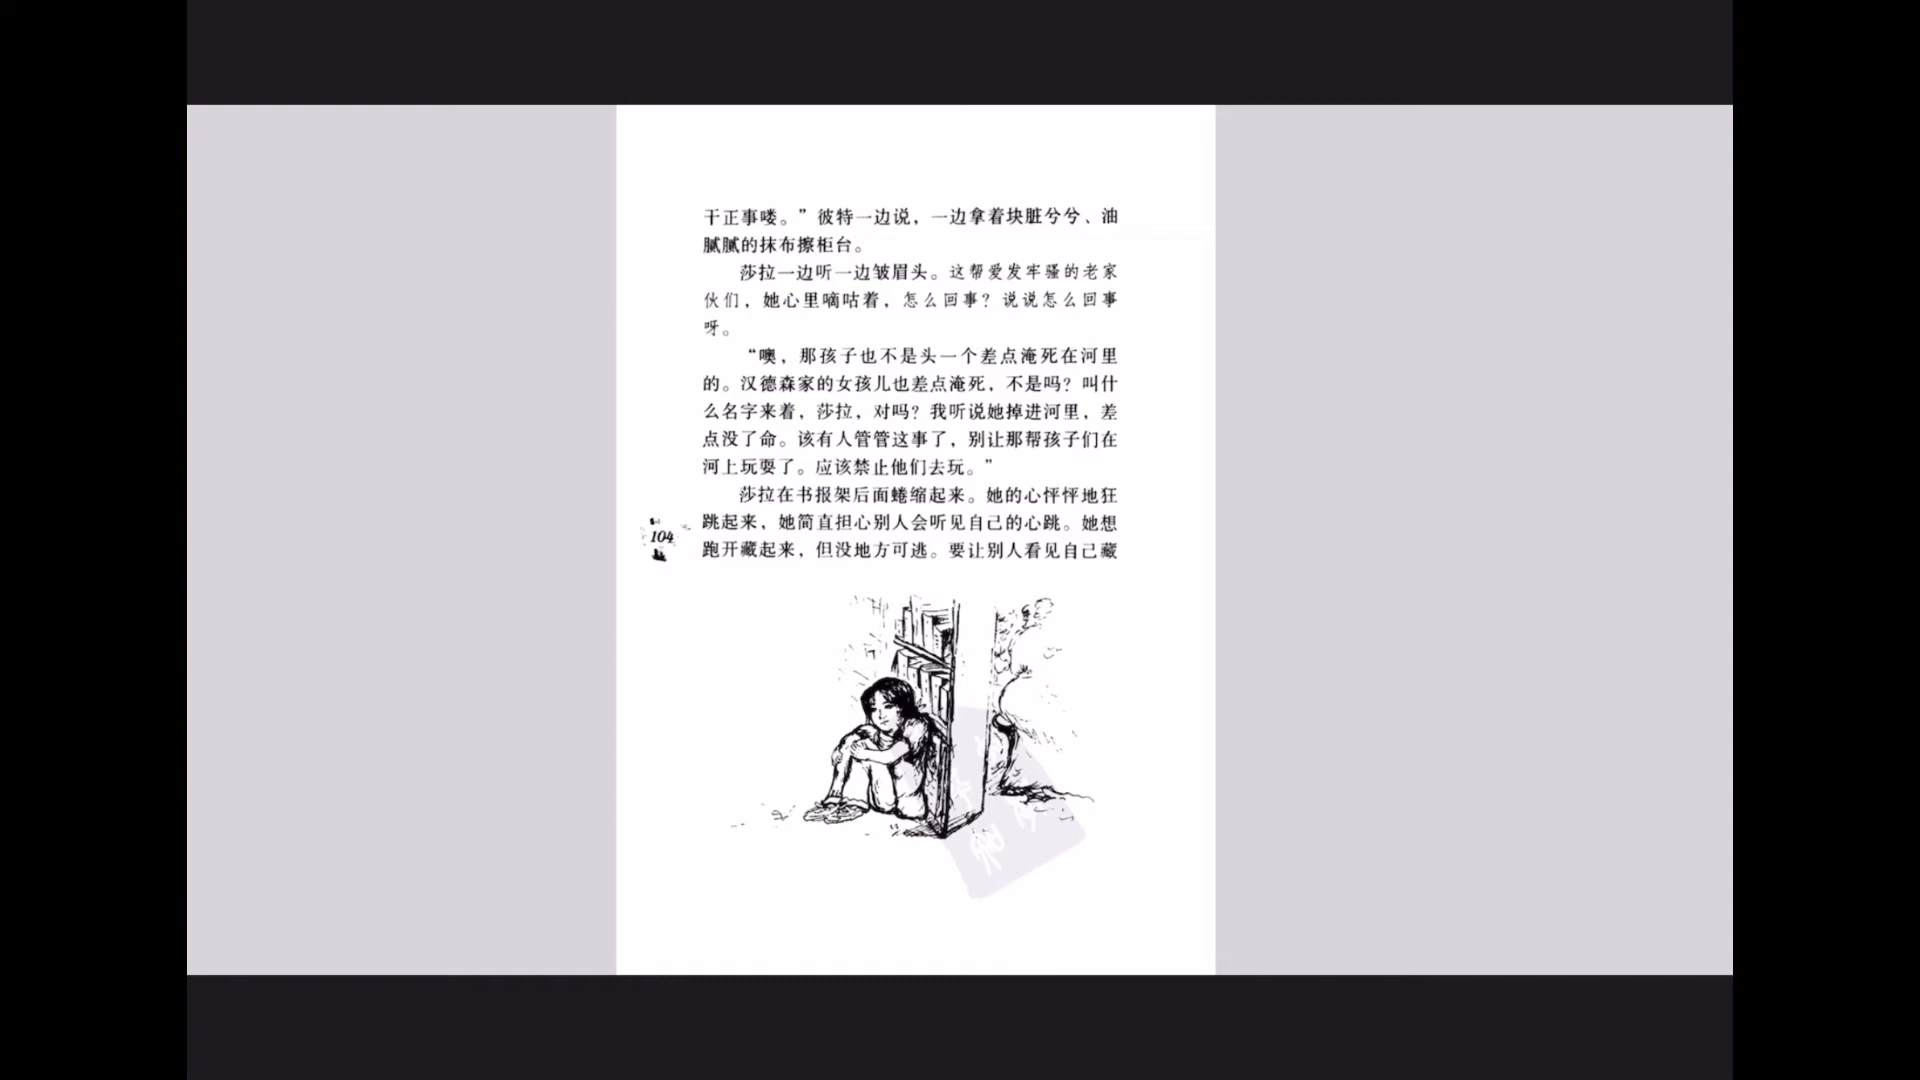 干正事喽。”彼特一边说，一边拿着块脏兮兮、油
腻腻的抹布擦柜台。
莎拉一边听一边皱眉头。这帮爱发牢骚的老家
伙们，她心里嘀咕着，怎么回事？说说怎么回事
呀。
“噢，那孩子也不是头一个差点淹死在河里
的。汉德森家的女孩儿也差点淹死，不是吗？叫什
么名字来着，莎拉，对吗？我听说她掉进河里，差
点没了命。该有人管管这事了，别让那帮孩子们在
河上玩耍了。应该禁止他们去玩。”
莎拉在书报架后面蜷缩起来。她的心怦怦地狂
跳起来，她简直担心别人会听见自己的心跳。她想
跑开藏起来，但没地方可逃。要让别人看见自己藏
104